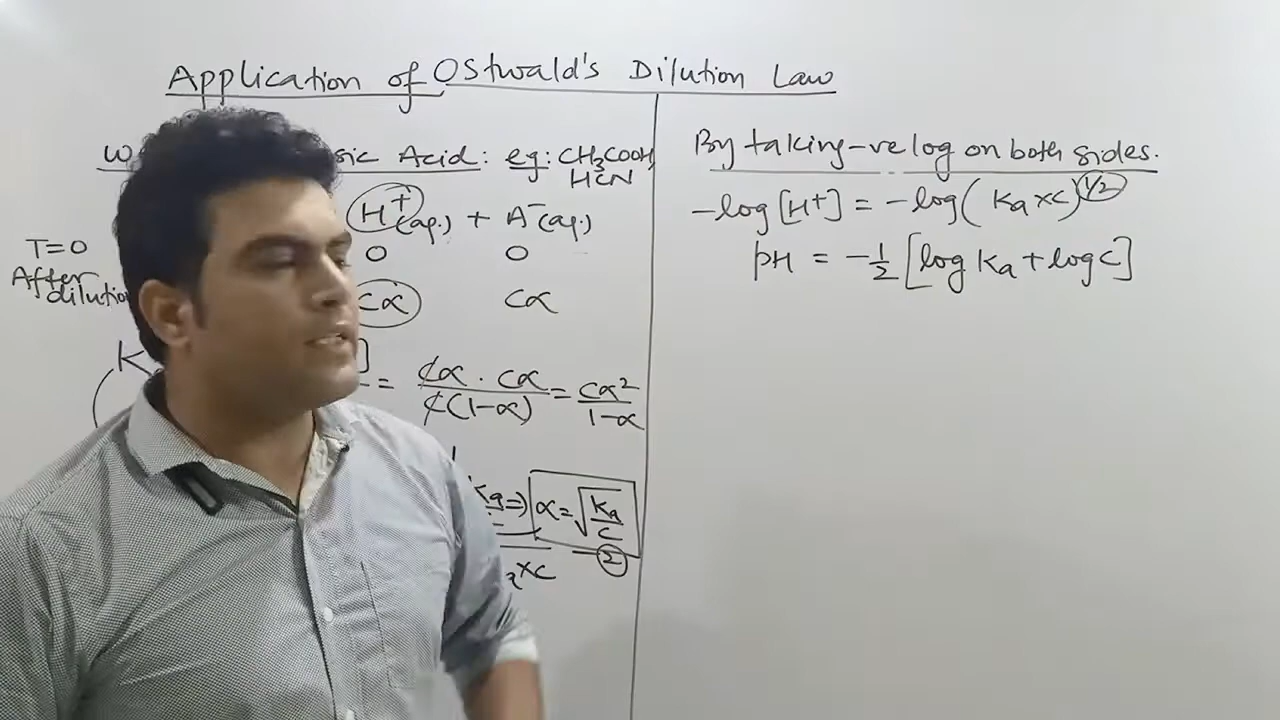 Application of Ostwald's Dilution Law
sic Acid: eg: CH3COOH
HCN
H+(aq.) + A-(aq.)
T=0 0 0
After dilution Cα Cα
K = ¢α . Cα / ¢(1-α) = Cα² / 1-α
Ka => α = √Ka/C
②
xC
By taking -ve log on both sides.
-log[H+] = -log(Ka x C)^1/2
pH = -1/2 [log Ka + log C]